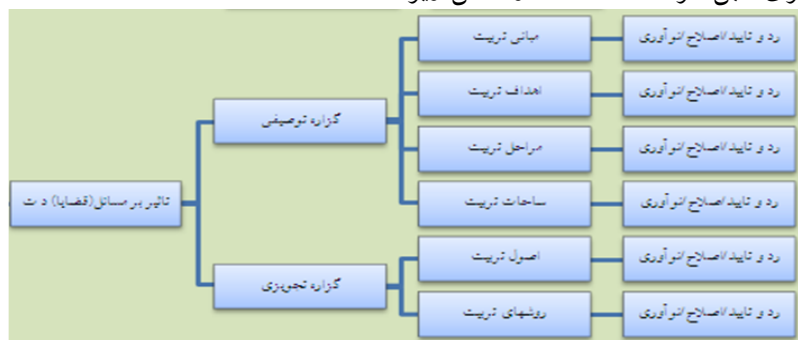 مبانی تربیت
رد و تایید/اصلاح/نوآوری
اهداف تربیت
رد و تایید/اصلاح/نوآوری
گزاره توصیفی
مراحل تربیت
رد و تایید/اصلاح/نوآوری
تاثیر بر مسائل(قضایا) د ت
ساحات تربیت
رد و تایید/اصلاح/نوآوری
اصول تربیت
رد و تایید/اصلاح/نوآوری
گزاره تجویزی
روشهای تربیت
رد و تایید/اصلاح/نوآوری